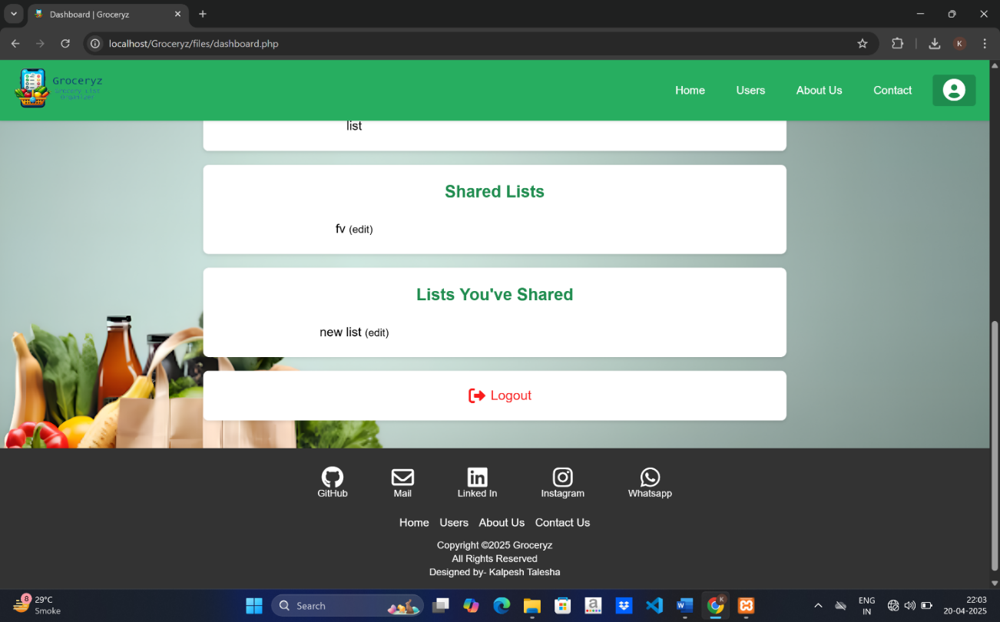 Dashboard | Groceryz
localhost/Groceryz/files/dashboard.php
K
Groceryz
Grocery List
Organizer
Home Users About Us Contact
list
Shared Lists
fv (edit)
Lists You've Shared
new list (edit)
Logout
GitHub Mail Linked In Instagram Whatsapp
Home Users About Us Contact Us
Copyright ©2025 Groceryz
All Rights Reserved
Designed by- Kalpesh Talesha
8
29°C
Smoke
Search
ENG
IN
22:03
20-04-2025